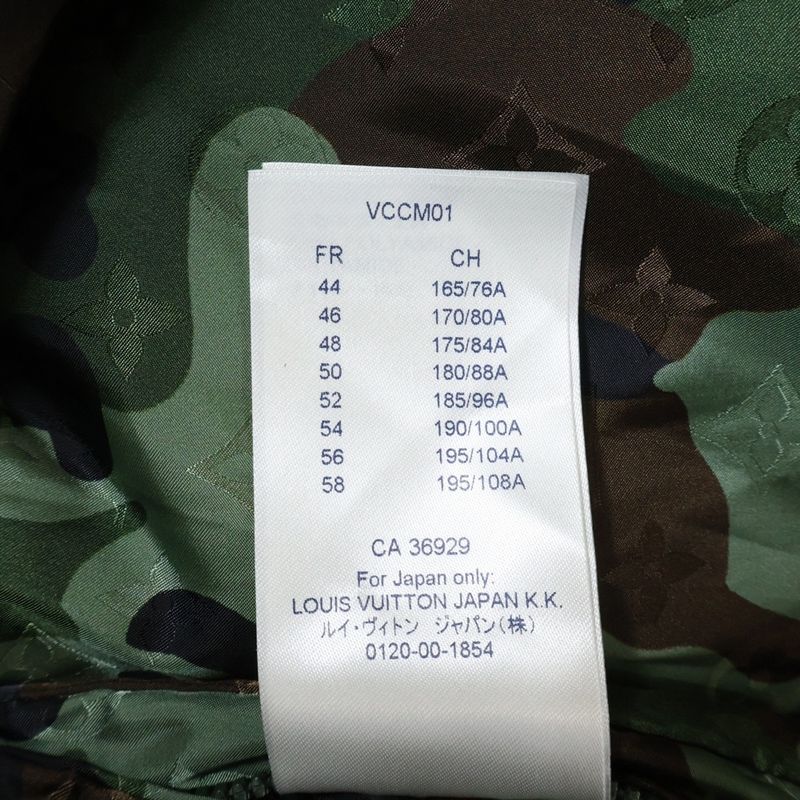 VCCM01
FR CH
44 165/76A
46 170/80A
48 175/84A
50 180/88A
52 185/96A
54 190/100A
56 195/104A
58 195/108A
CA 36929
For Japan only:
LOUIS VUITTON JAPAN K.K.
ルイ・ヴィトン ジャパン(株)
0120-00-1854